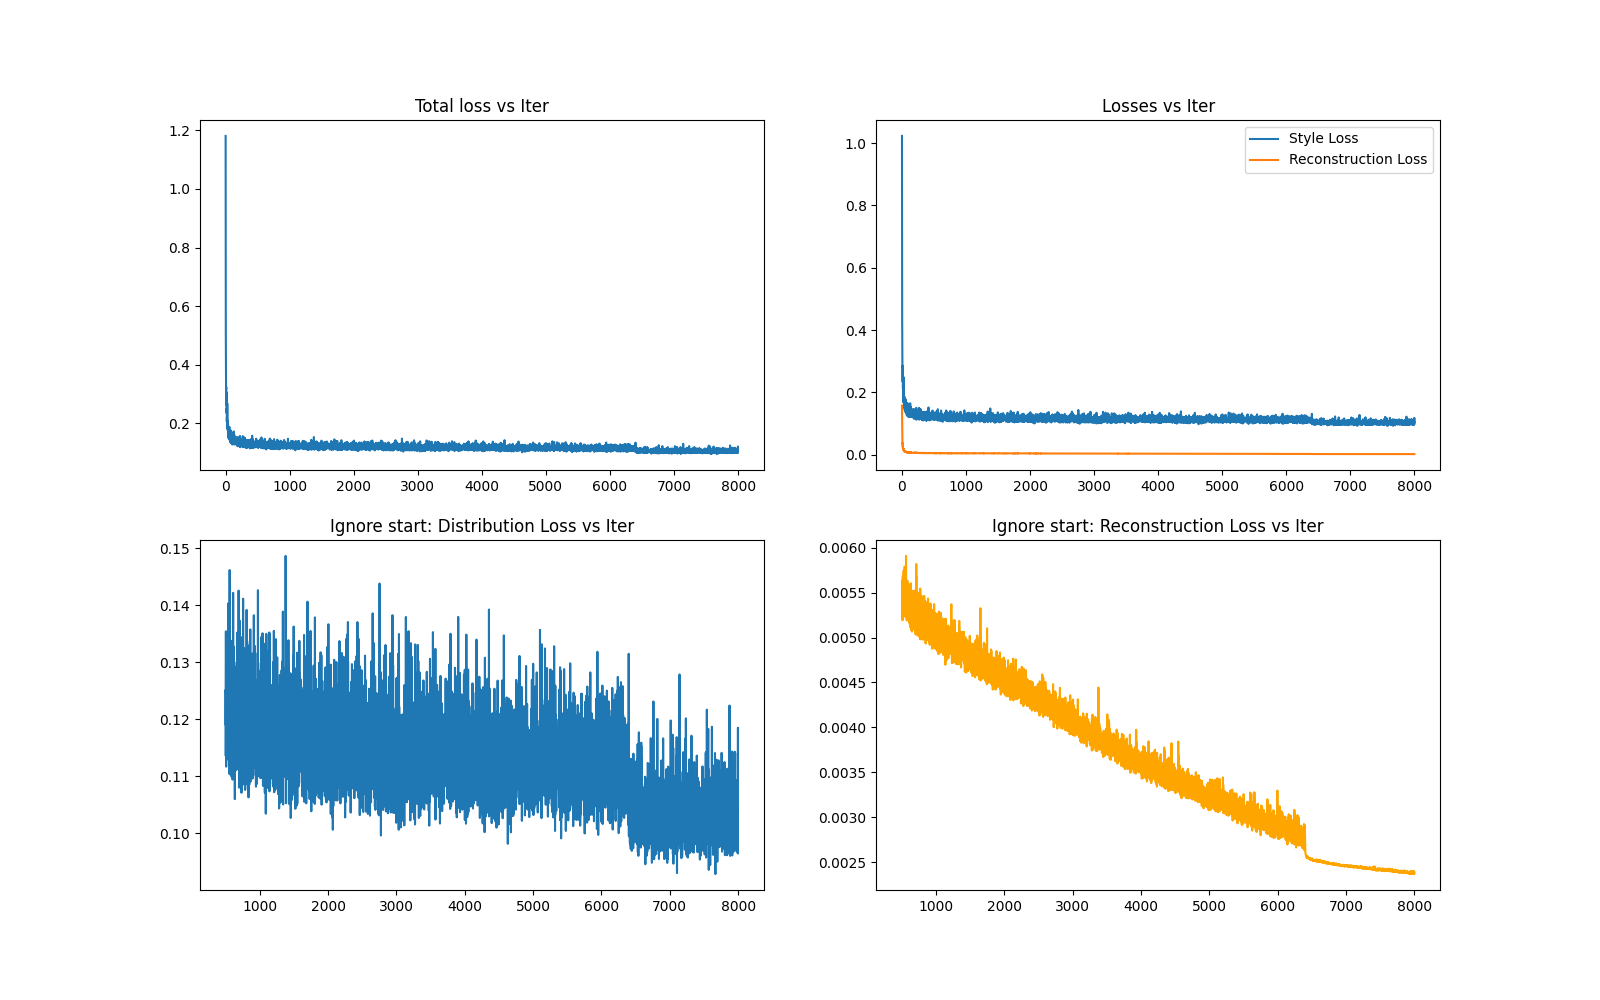 Total loss vs Iter
1.2
1.0
0.8
0.6
0.4
0.2
0 1000 2000 3000 4000 5000 6000 7000 8000
Losses vs Iter
Style Loss
Reconstruction Loss
1.0
0.8
0.6
0.4
0.2
0.0
0 1000 2000 3000 4000 5000 6000 7000 8000
Ignore start: Distribution Loss vs Iter
0.15
0.14
0.13
0.12
0.11
0.10
1000 2000 3000 4000 5000 6000 7000 8000
Ignore start: Reconstruction Loss vs Iter
0.0060
0.0055
0.0050
0.0045
0.0040
0.0035
0.0030
0.0025
1000 2000 3000 4000 5000 6000 7000 8000